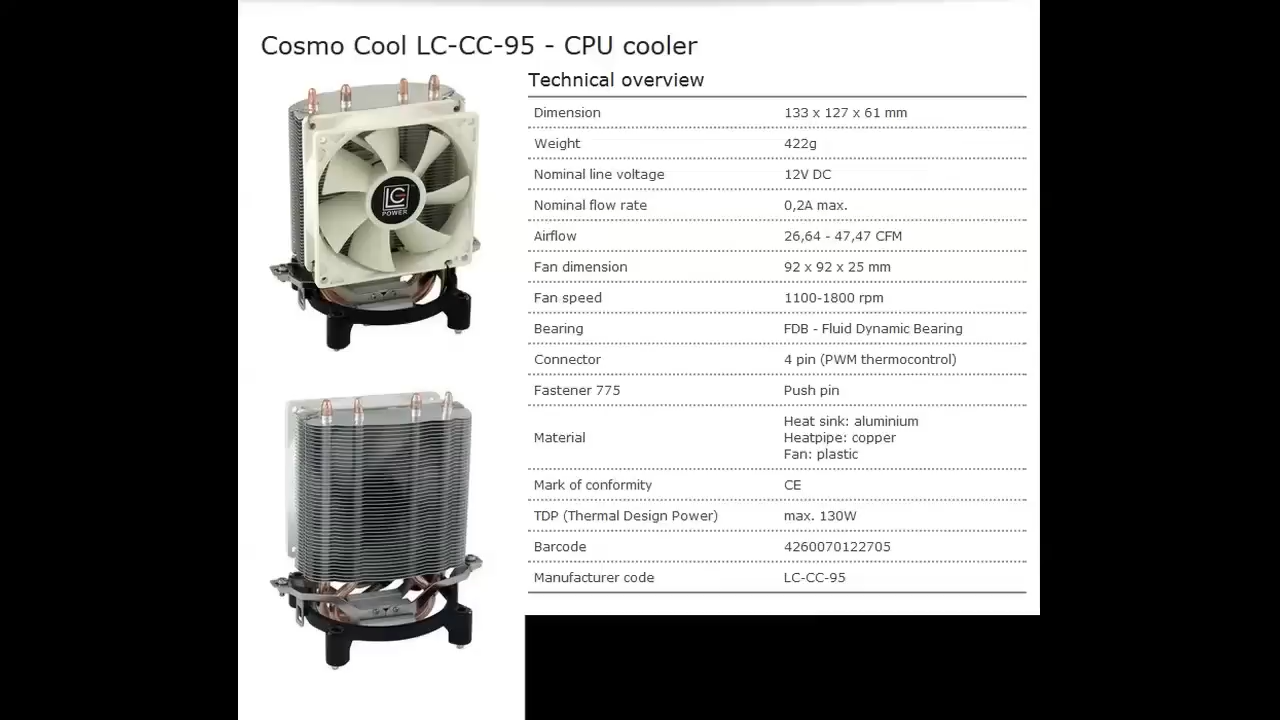 Cosmo Cool LC-CC-95 - CPU cooler
Technical overview
Dimension 133 x 127 x 61 mm
Weight 422g
Nominal line voltage 12V DC
Nominal flow rate 0,2A max.
Airflow 26,64 - 47,47 CFM
Fan dimension 92 x 92 x 25 mm
Fan speed 1100-1800 rpm
Bearing FDB - Fluid Dynamic Bearing
Connector 4 pin (PWM thermocontrol)
Fastener 775 Push pin
Material Heat sink: aluminium
Heatpipe: copper
Fan: plastic
Mark of conformity CE
TDP (Thermal Design Power) max. 130W
Barcode 4260070122705
Manufacturer code LC-CC-95
LC
POWER